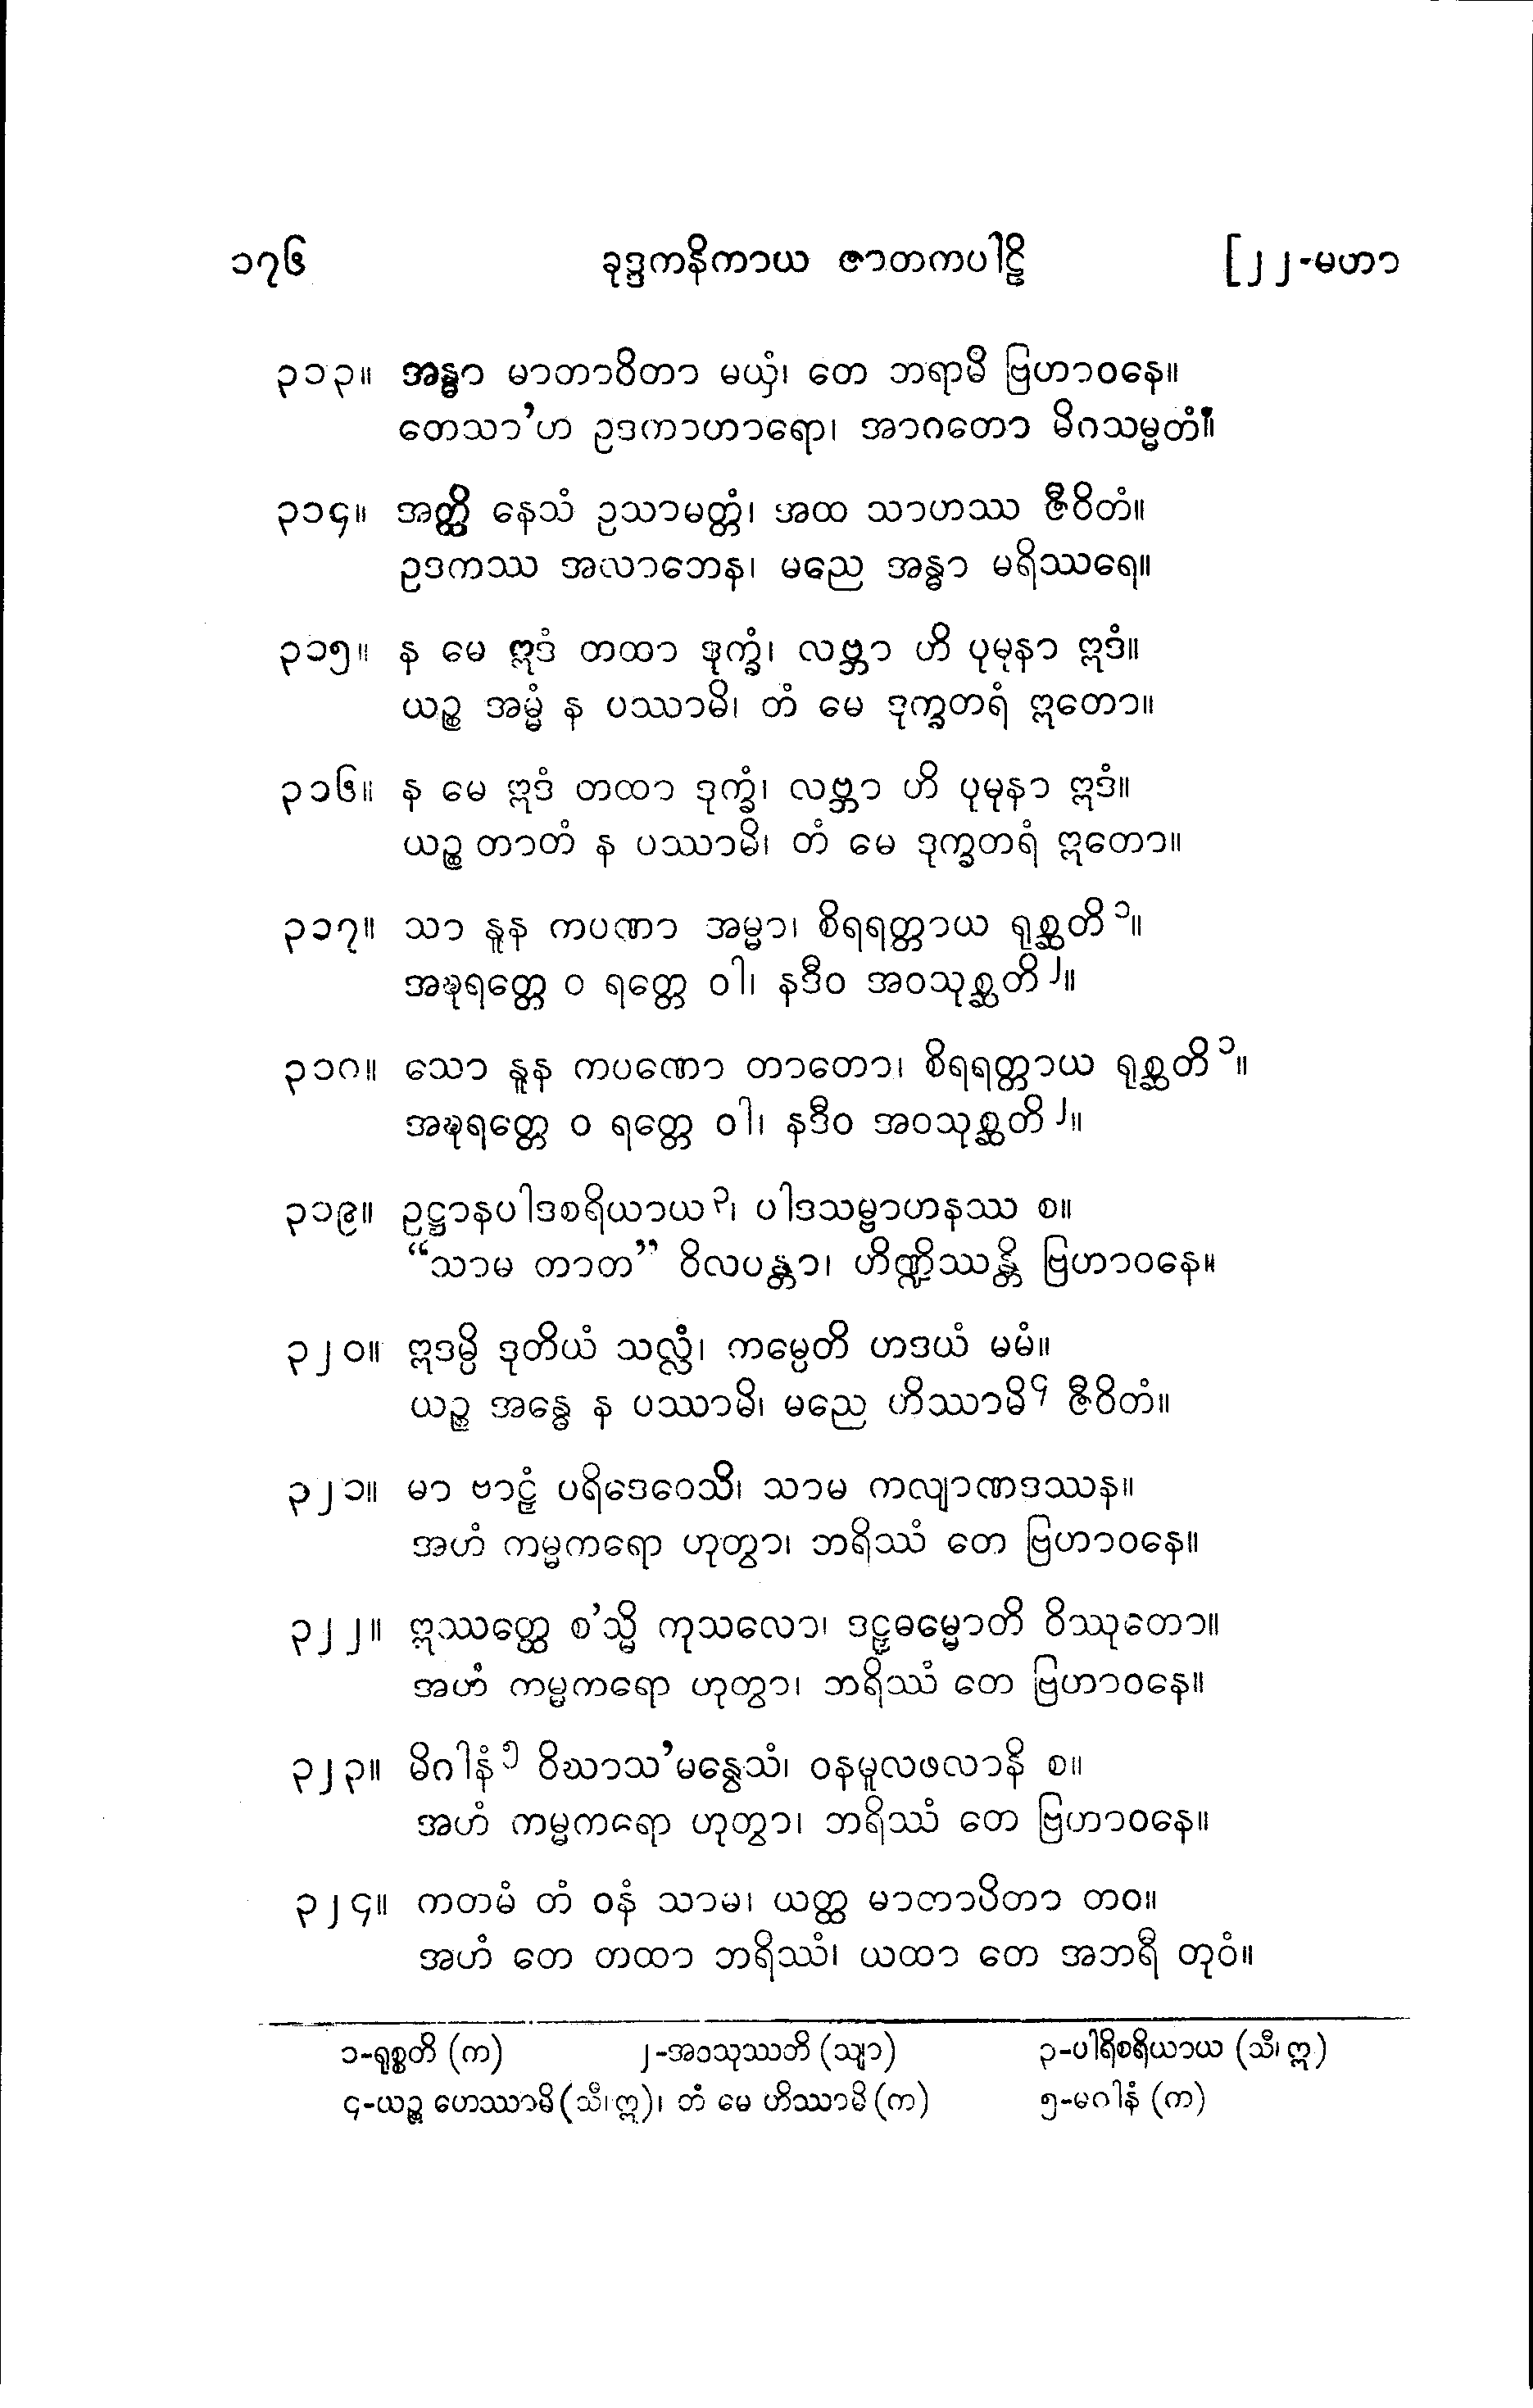 ၁၇၆ ခုဒ္ဒကနိကာယ ဇာတကပါဠိ [၂၂-မဟာ
၃၁၃။ အန္ဓာ မာတာပိတာ မယှံ၊ တေ ဘရာမိ ဗြဟာဝနေ။
တေသာ’ဟ ဥဒကာဟာရော၊ အာဂတော မိဂသမ္မတံ။
၃၁၄။ အတ္ထိ နေသံ ဥသာမတ္တံ၊ အထ သာဟဿ ဇီဝိတံ။
ဥဒကဿ အလာဘေန၊ မညေ အန္ဓာ မရိဿရေ။
၃၁၅။ န မေ ဣဒံ တထာ ဒုက္ခံ၊ လဗ္ဘာ ဟိ ပုမုနာ ဣဒံ။
ယဉ္စ အမ္မံ န ပဿာမိ၊ တံ မေ ဒုက္ခတရံ ဣတော။
၃၁၆။ န မေ ဣဒံ တထာ ဒုက္ခံ၊ လဗ္ဘာ ဟိ ပုမုနာ ဣဒံ။
ယဉ္စ တာတံ န ပဿာမိ၊ တံ မေ ဒုက္ခတရံ ဣတော။
၃၁၇။ သာ နူန ကပဏာ အမ္မာ၊ စိရရတ္တာယ ရုစ္ဆတိ ၁။
အဍ္ဎရတ္တေ ဝ ရတ္တေ ဝါ၊ နဒီဝ အဝသုစ္ဆတိ ၂။
၃၁၈။ သော နူန ကပဏော တာတော၊ စိရရတ္တာယ ရုစ္ဆတိ ၁။
အဍ္ဎရတ္တေ ဝ ရတ္တေ ဝါ၊ နဒီဝ အဝသုစ္ဆတိ ၂။
၃၁၉။ ဥဋ္ဌာနပါဒစရိယာယ ၃၊ ပါဒသမ္ဗာဟနဿ စ။
“သာမ တာတ” ဝိလပန္တာ၊ ဟိဏ္ဍိဿန္တိ ဗြဟာဝနေ။
၃၂၀။ ဣဒမ္ပိ ဒုတိယံ သလ္လံ၊ ကမ္ပေတိ ဟဒယံ မမံ။
ယဉ္စ အန္ဓေ န ပဿာမိ၊ မညေ ဟိဿာမိ ၄ ဇီဝိတံ။
၃၂၁။ မာ ဗာဠှံ ပရိဒေဝေသိ၊ သာမ ကလျာဏဒဿန။
အဟံ ကမ္မကရော ဟုတွာ၊ ဘရိဿံ တေ ဗြဟာဝနေ။
၃၂၂။ ဣဿတ္ထေ စ’သ္မိ ကုသလော၊ ဒဠှဓမ္မောတိ ဝိဿုတော။
အဟံ ကမ္မကရော ဟုတွာ၊ ဘရိဿံ တေ ဗြဟာဝနေ။
၃၂၃။ မိဂါနံ ၅ ဝိဃာသ’မန္ဝေသံ၊ ဝနမူလဖလာနိ စ။
အဟံ ကမ္မကရော ဟုတွာ၊ ဘရိဿံ တေ ဗြဟာဝနေ။
၃၂၄။ ကတမံ တံ ဝနံ သာမ၊ ယတ္ထ မာတာပိတာ တဝ။
အဟံ တေ တထာ ဘရိဿံ၊ ယထာ တေ အဘရီ တုဝံ။
၁-ရုစ္စတိ (က) ၂-အဝသုဿတိ (သျာ) ၃-ပါရိစရိယာယ (သီ၊ ဣ)
၄-ယဉ္စ ဟေဿာမိ (သီ၊ ဣ)၊ တံ မေ ဟိဿာမိ (က) ၅-မဂါနံ (က)